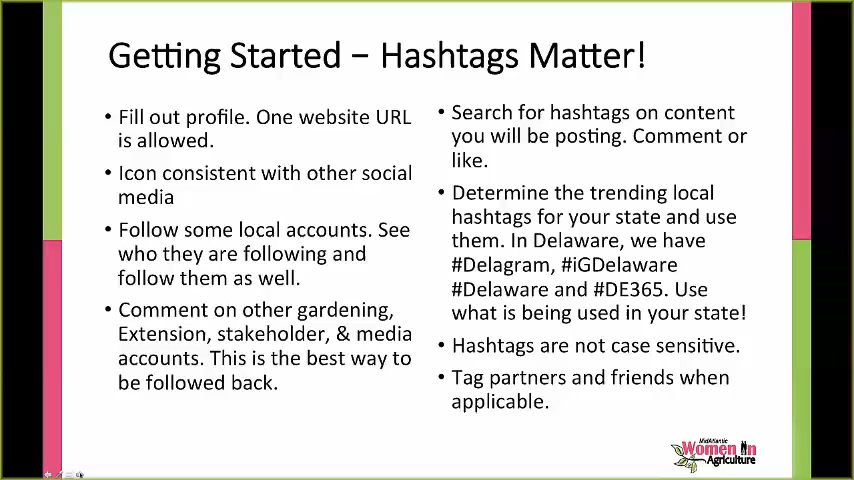 Getting Started – Hashtags Matter!
• Fill out profile. One website URL
is allowed.
• Icon consistent with other social
media
• Follow some local accounts. See
who they are following and
follow them as well.
• Comment on other gardening,
Extension, stakeholder, & media
accounts. This is the best way to
be followed back.
• Search for hashtags on content
you will be posting. Comment or
like.
• Determine the trending local
hashtags for your state and use
them. In Delaware, we have
#Delagram, #iGDelaware
#Delaware and #DE365. Use
what is being used in your state!
• Hashtags are not case sensitive.
• Tag partners and friends when
applicable.
MidAtlantic
Women In
Agriculture